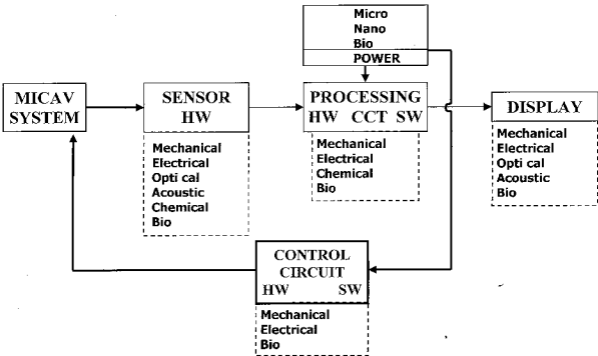 Micro
Nano
Bio
POWER
MICAV
SYSTEM
SENSOR
HW
PROCESSING
HW CCT SW
DISPLAY
Mechanical
Electrical
Opti cal
Acoustic
Chemical
Bio
Mechanical
Electrical
Chemical
Bio
Mechanical
Electrical
Opti cal
Acoustic
Bio
CONTROL
CIRCUIT
HW SW
Mechanical
Electrical
Bio